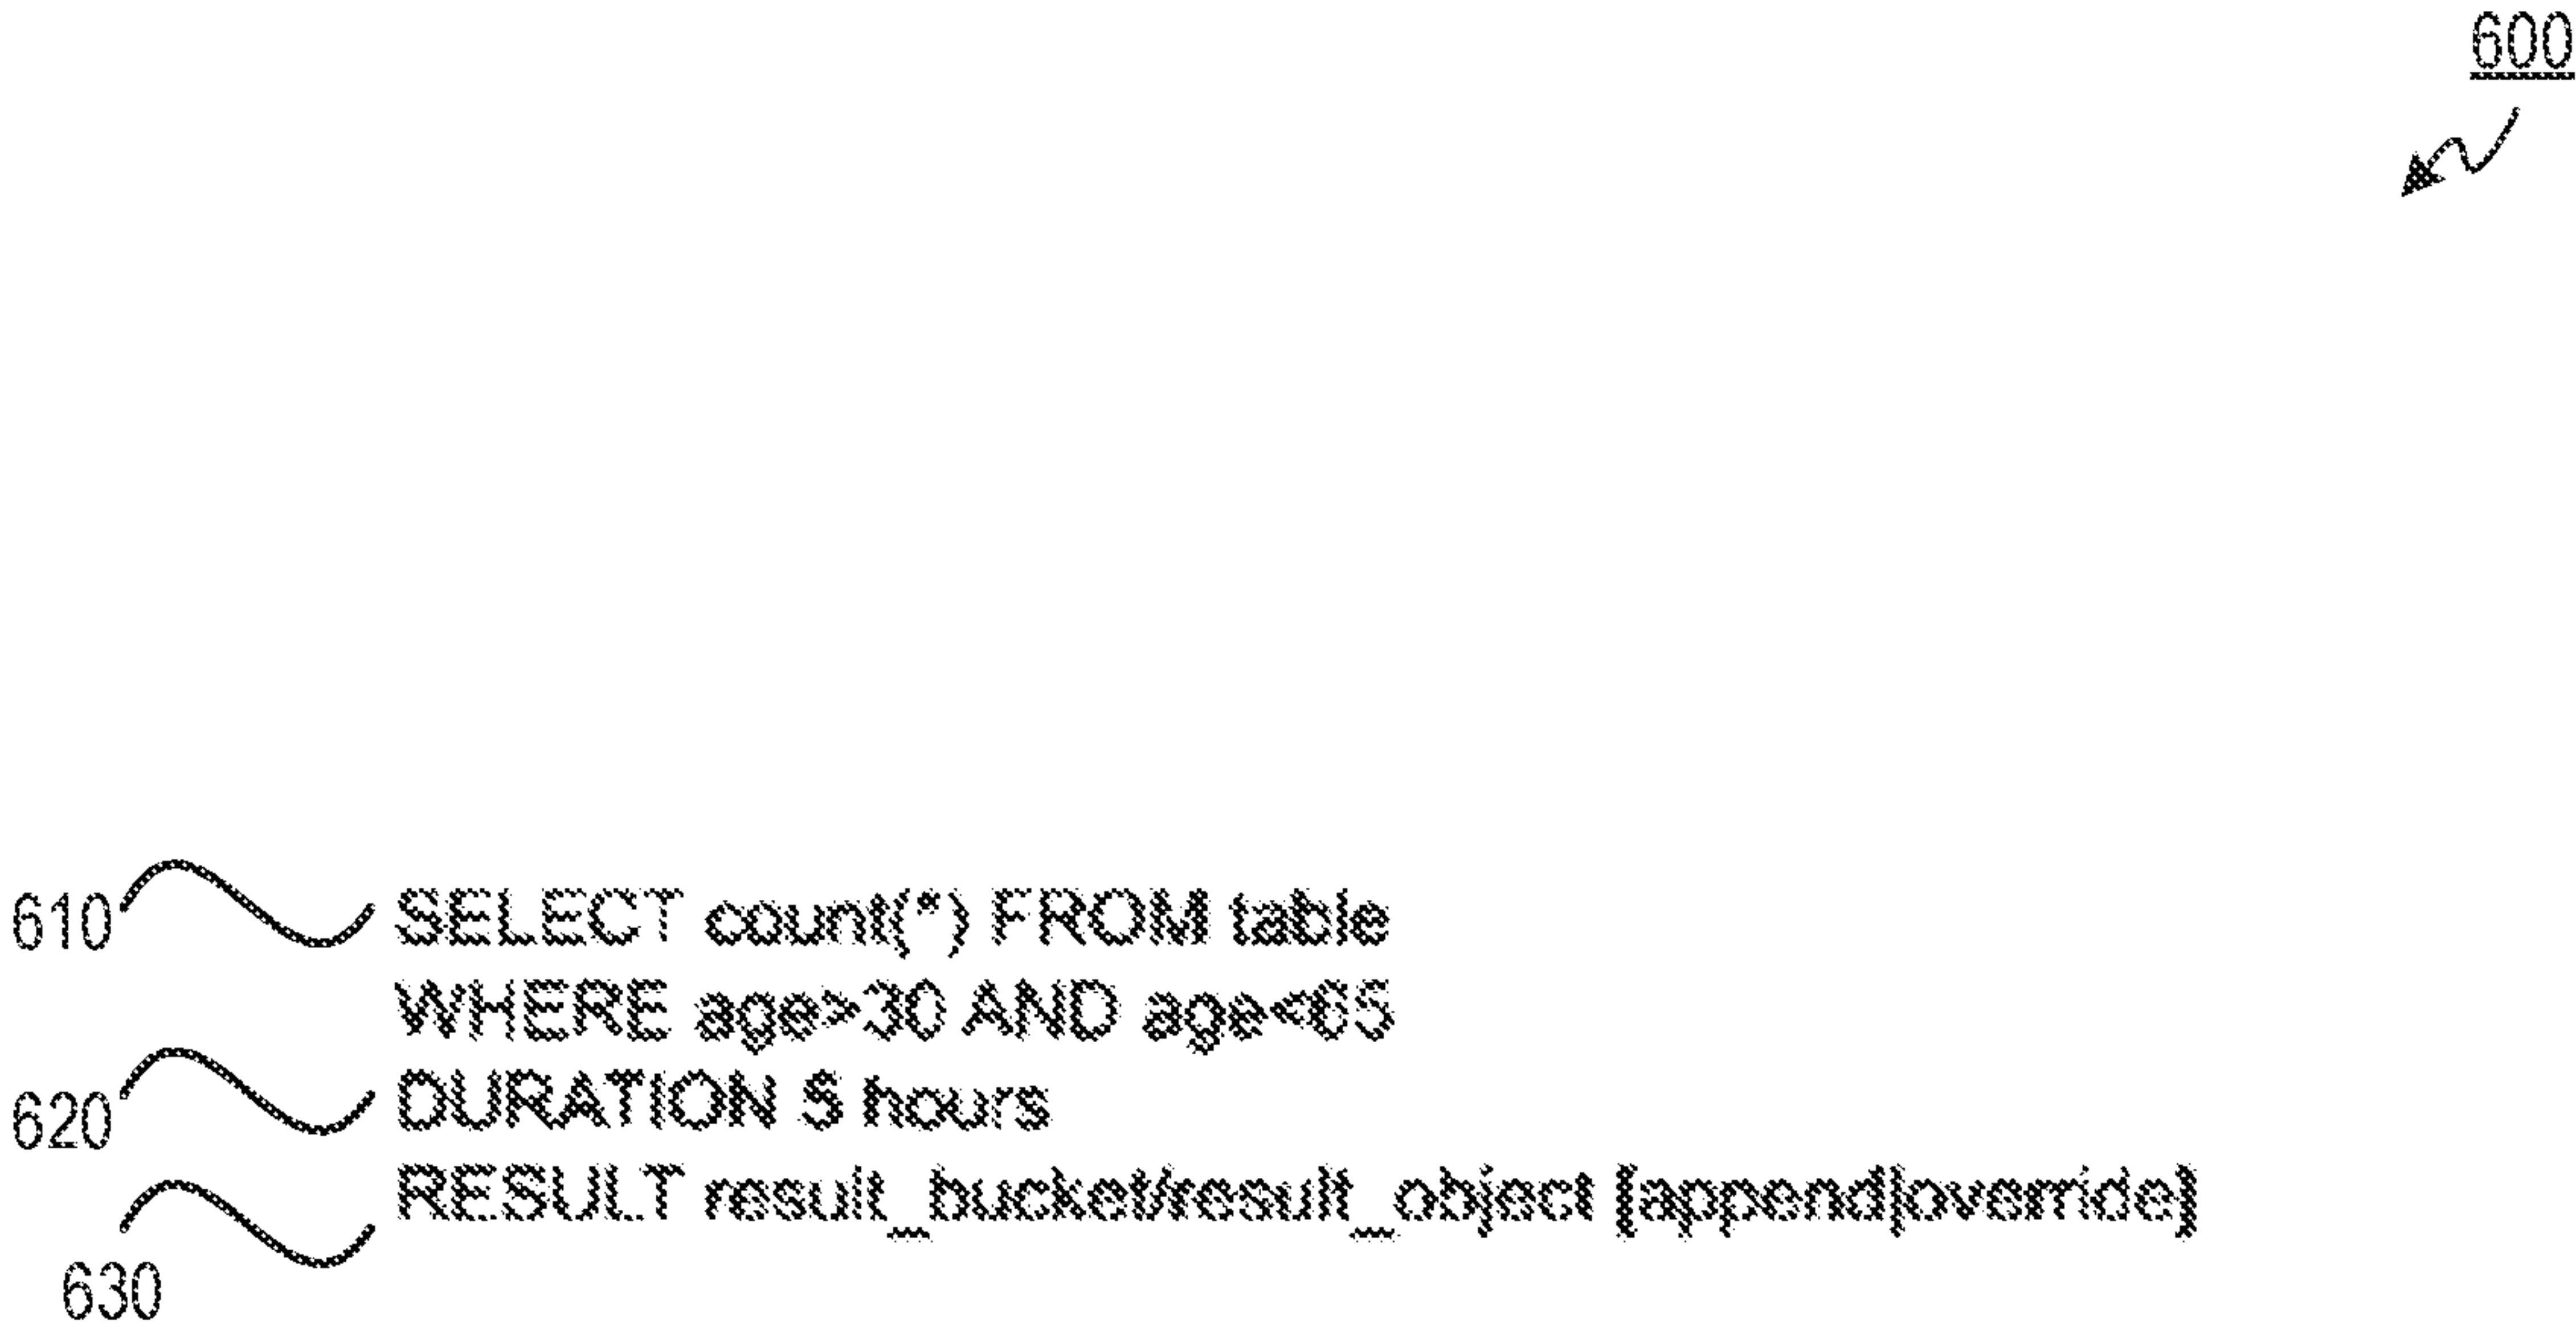 600
610 SELECT count(*) FROM table
WHERE age>30 AND age<65
620 DURATION 5 hours
RESULT result_bucket/result_object [append|override]
630